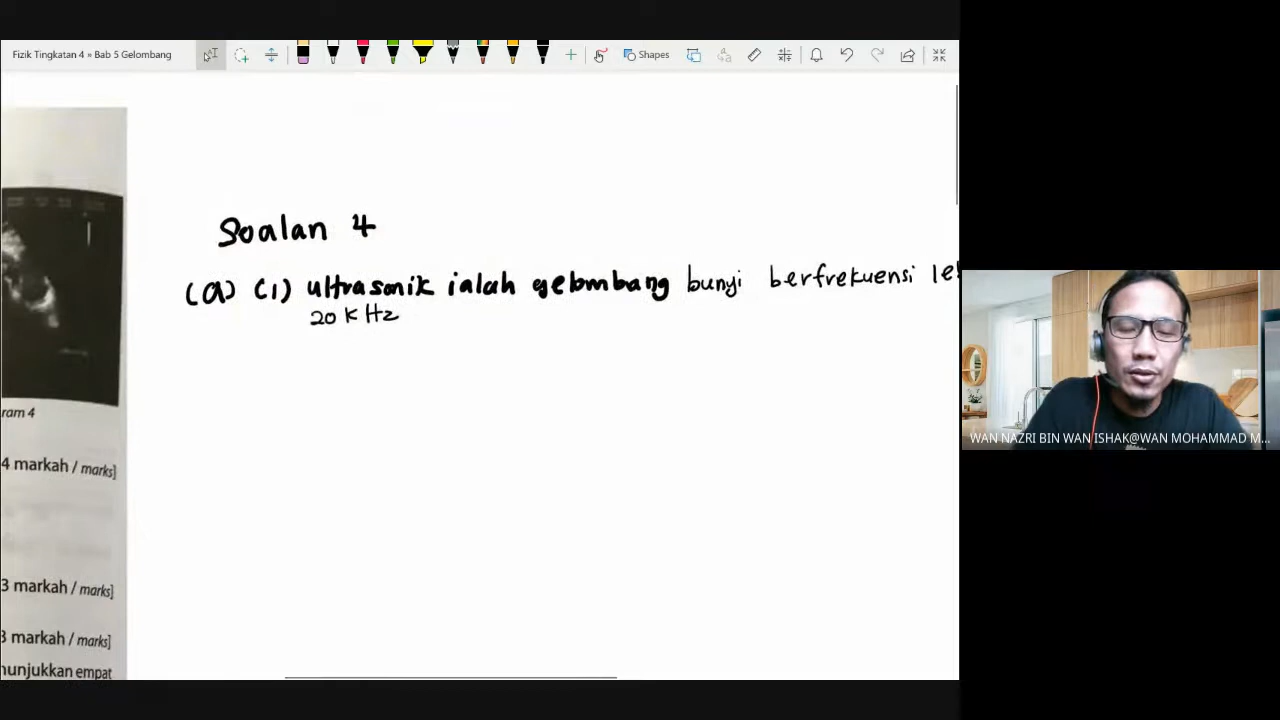 Fizik Tingkatan 4 » Bab 5 Gelombang
Shapes
Soalan 4
(a) (i) ultrasonik ialah gelombang bunyi berfrekuensi
20 KHz
ram 4
4 markah / marks]
3 markah / marks]
3 markah / marks]
nunjukkan empat
WAN NAZRI BIN WAN ISHAK@WAN MOHAMMAD M...